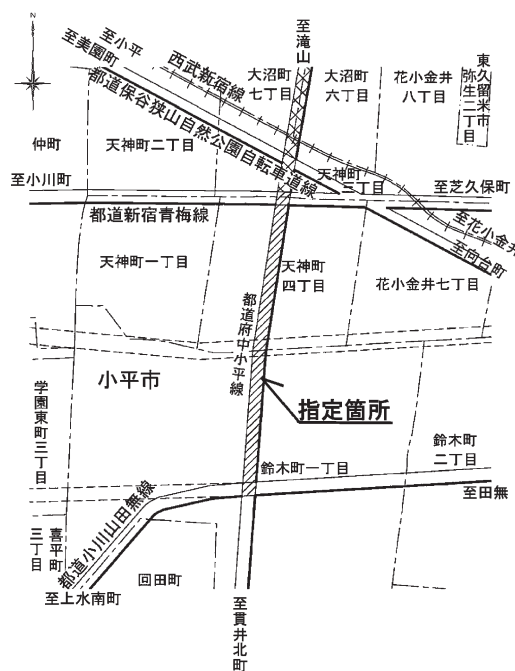 N
至滝山
至小平
至美園町
西武新宿線
大沼町
七丁目
大沼町
六丁目
花小金井
八丁目
東久留米市
弥生二丁目
都道保谷狭山自然公園自転車道線
仲町
天神町二丁目
天神町
三丁目
至小川町
至芝久保町
都道新宿青梅線
至花小金井
至向台町
天神町一丁目
天神町
四丁目
花小金井七丁目
都道府中小平線
小平市
指定箇所
学園東町三丁目
鈴木町一丁目
鈴木町
二丁目
至田無
都道小川山田無線
喜平町
三丁目
回田町
至上水南町
至貫井北町